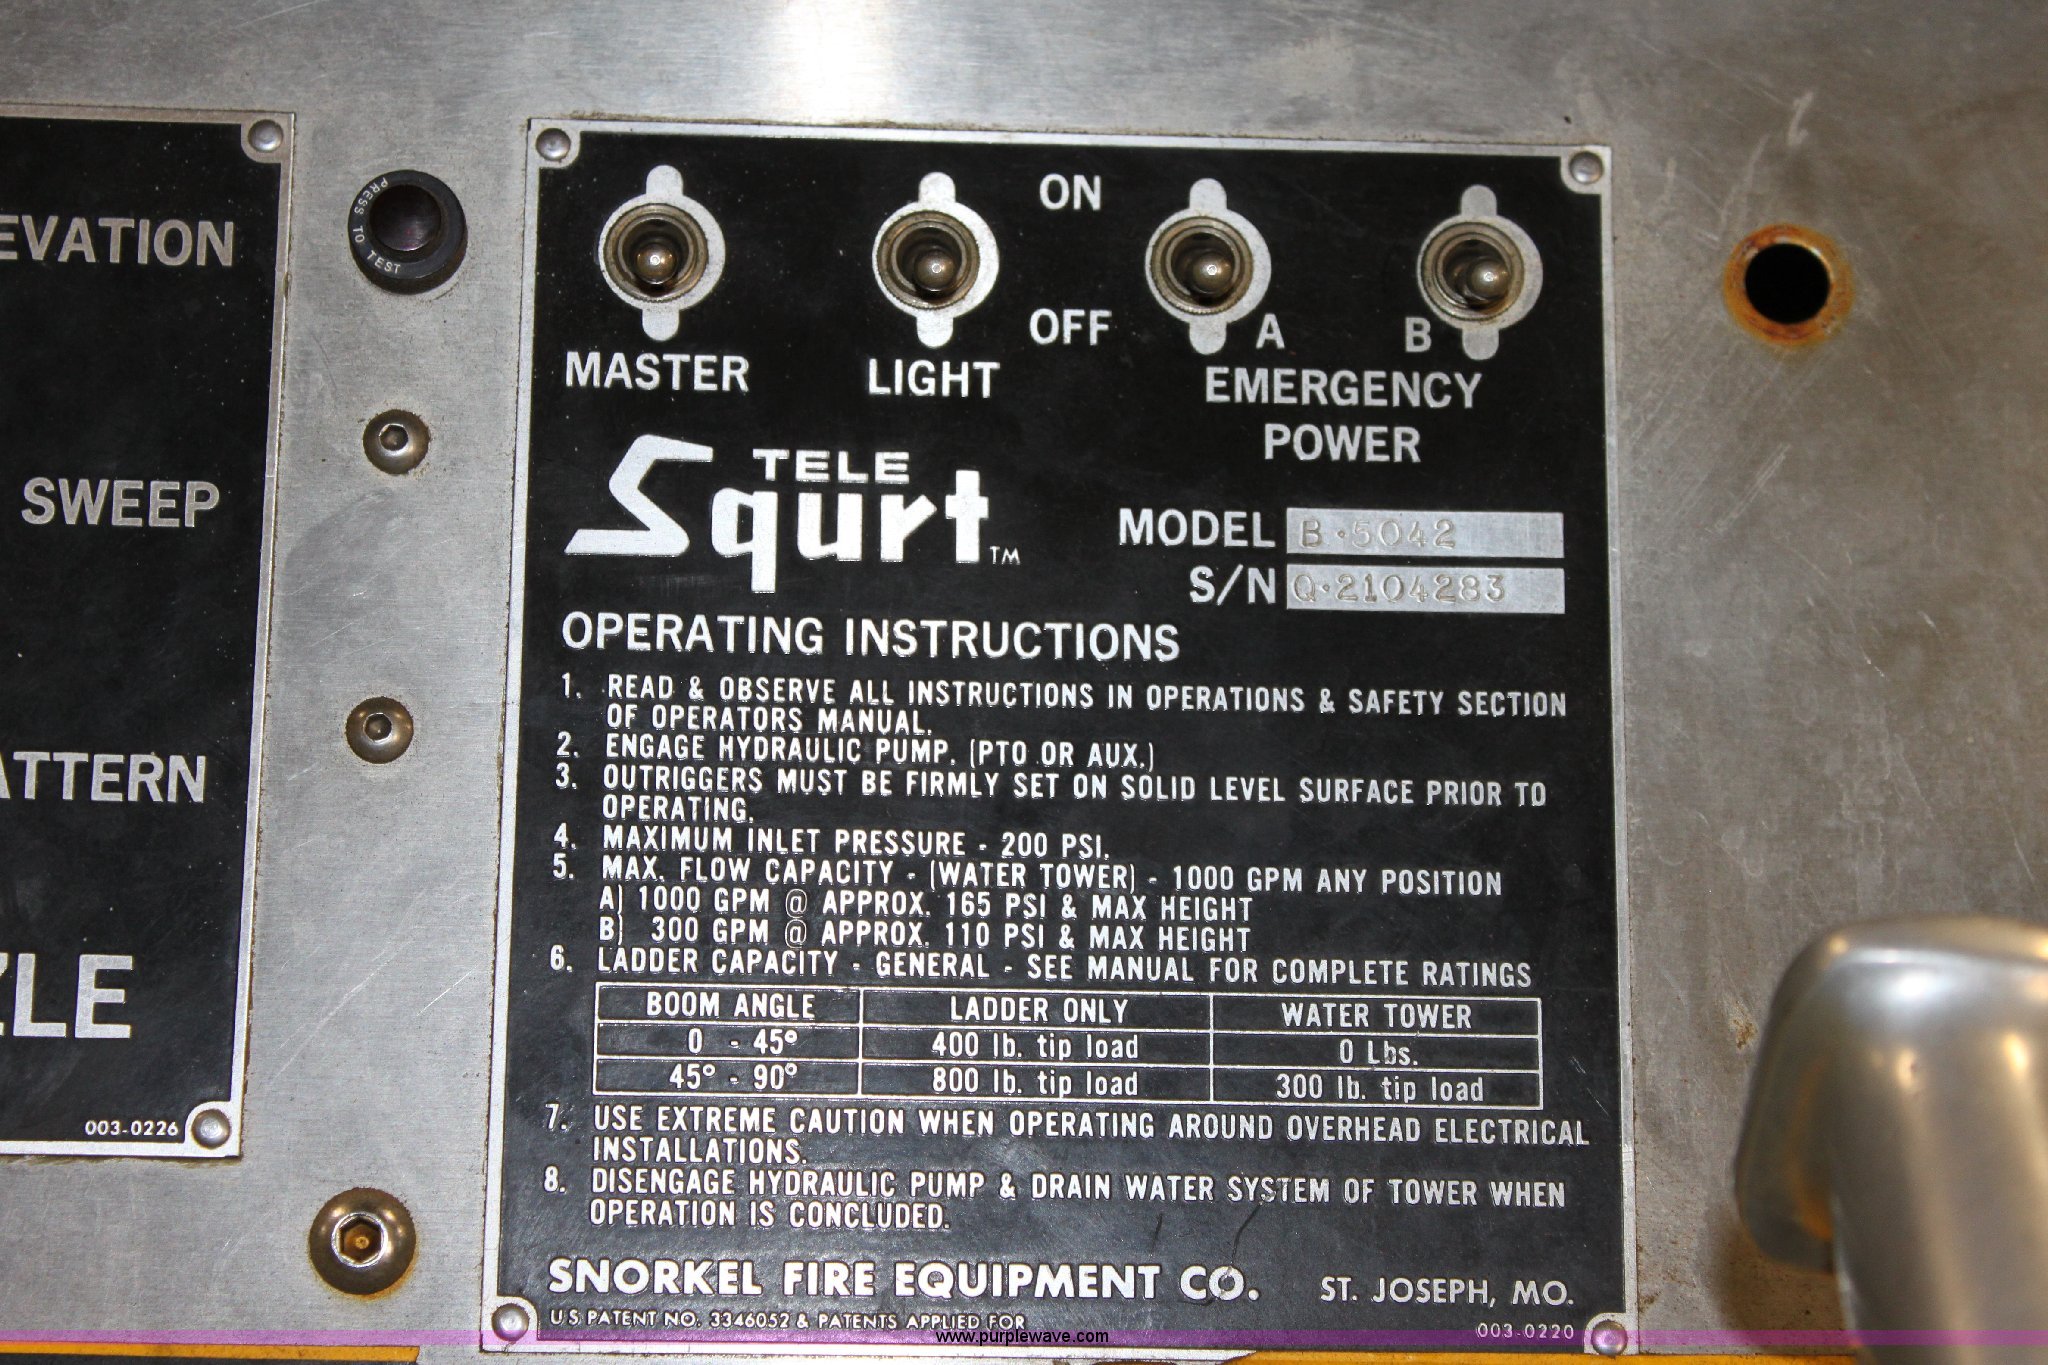 EVATION
SWEEP
ATTERN
ZLE
003-0226
PRESS TO TEST
ON
OFF
MASTER
LIGHT
A
B
EMERGENCY
POWER
TELE
Squrt TM
MODEL B·5042
S/N Q·2104283
OPERATING INSTRUCTIONS
1. READ & OBSERVE ALL INSTRUCTIONS IN OPERATIONS & SAFETY SECTION
OF OPERATORS MANUAL.
2. ENGAGE HYDRAULIC PUMP. (PTO OR AUX.)
3. OUTRIGGERS MUST BE FIRMLY SET ON SOLID LEVEL SURFACE PRIOR TO
OPERATING.
4. MAXIMUM INLET PRESSURE - 200 PSI.
5. MAX. FLOW CAPACITY - (WATER TOWER) - 1000 GPM ANY POSITION
A) 1000 GPM @ APPROX. 165 PSI & MAX HEIGHT
B) 300 GPM @ APPROX. 110 PSI & MAX HEIGHT
6. LADDER CAPACITY - GENERAL - SEE MANUAL FOR COMPLETE RATINGS
BOOM ANGLE LADDER ONLY WATER TOWER
0 - 45° 400 lb. tip load 0 Lbs.
45° - 90° 800 lb. tip load 300 lb. tip load
7. USE EXTREME CAUTION WHEN OPERATING AROUND OVERHEAD ELECTRICAL
INSTALLATIONS.
8. DISENGAGE HYDRAULIC PUMP & DRAIN WATER SYSTEM OF TOWER WHEN
OPERATION IS CONCLUDED.
SNORKEL FIRE EQUIPMENT CO. ST. JOSEPH, MO.
U.S PATENT NO. 3346052 & PATENTS APPLIED FOR
003-0220
www.purplewave.com